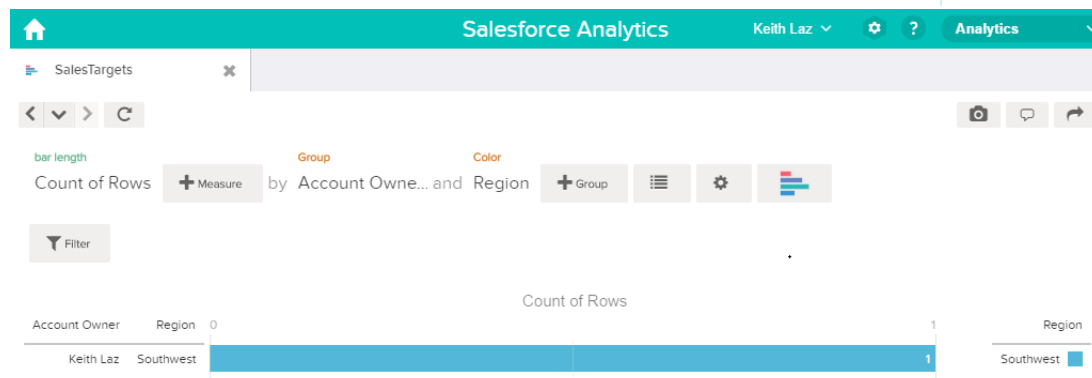 Salesforce Analytics Keith Laz ? Analytics
SalesTargets
bar length Group Color
Count of Rows + Measure by Account Owne... and Region + Group
Filter
Count of Rows
Account Owner Region 0 1 Region
Keith Laz Southwest 1 Southwest